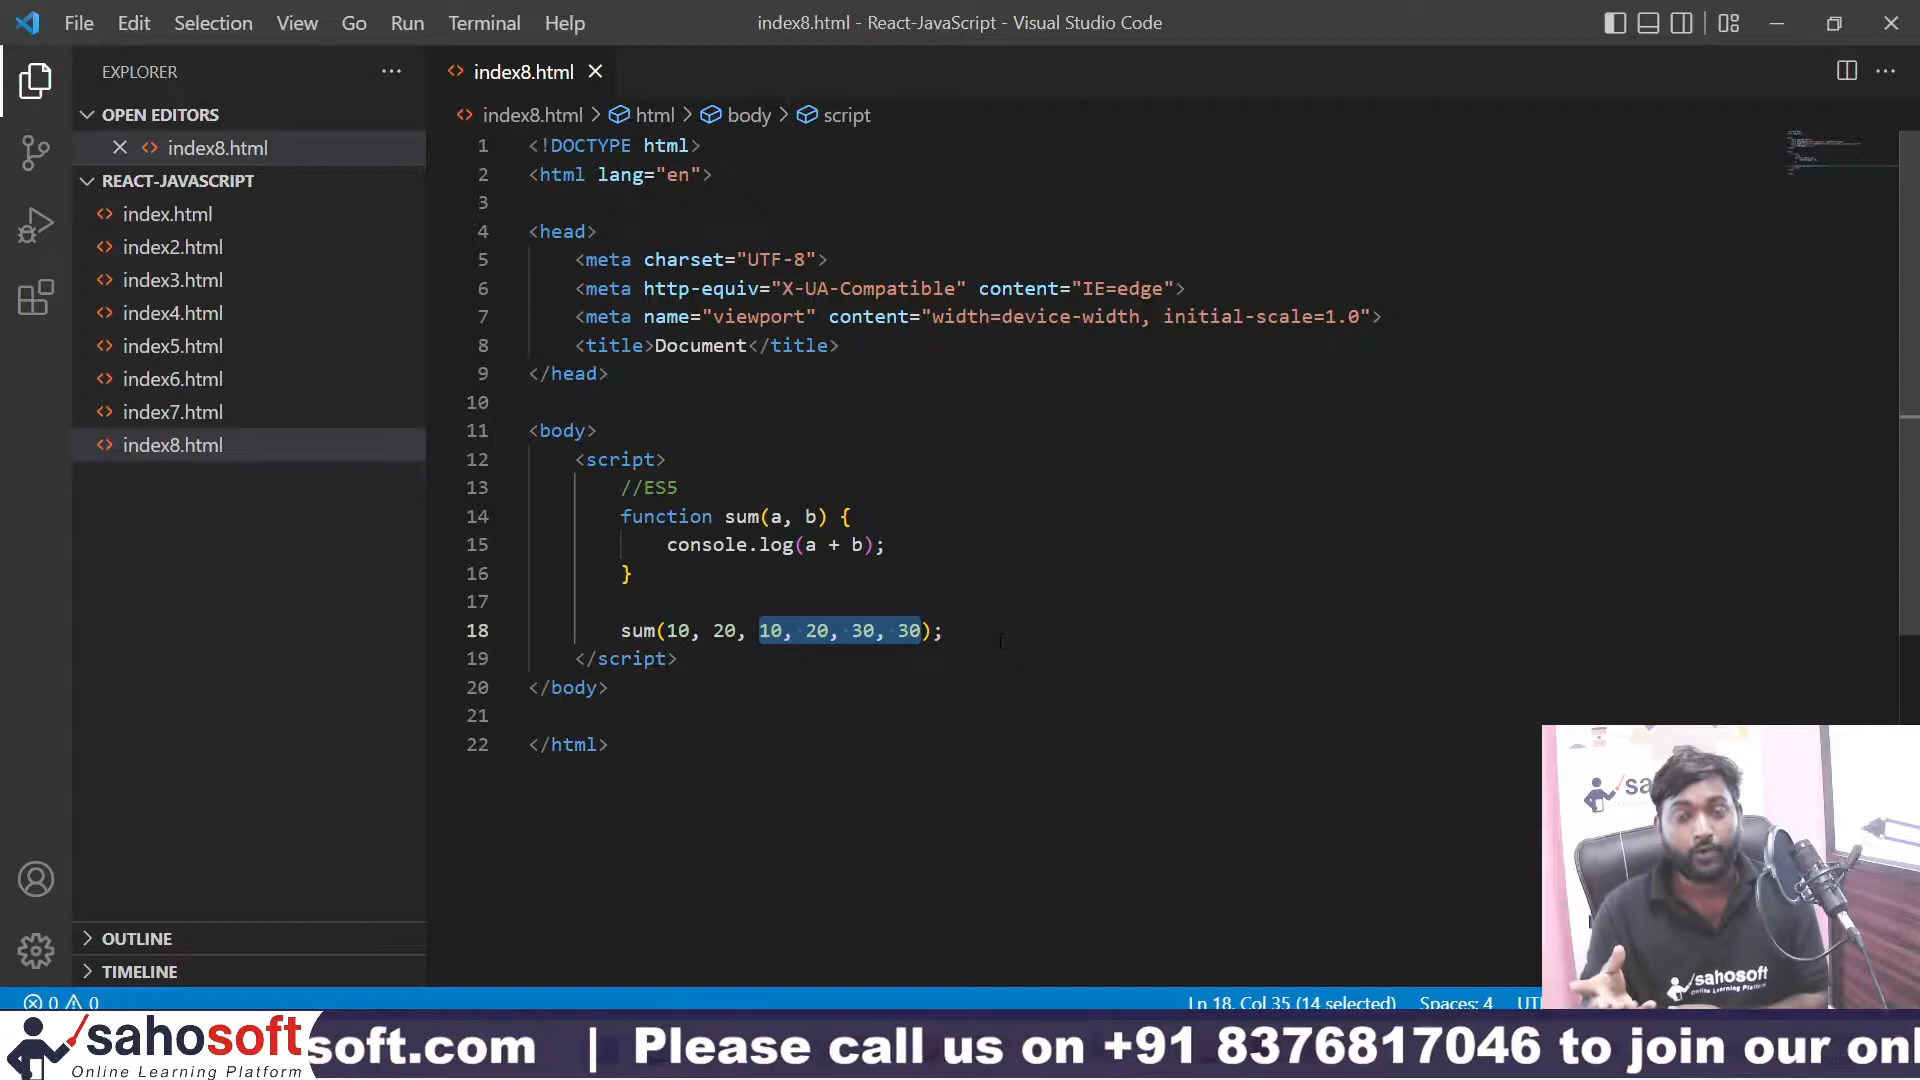 File Edit Selection View Go Run Terminal Help
index8.html - React-JavaScript - Visual Studio Code
EXPLORER
OPEN EDITORS
index8.html
REACT-JAVASCRIPT
index.html
index2.html
index3.html
index4.html
index5.html
index6.html
index7.html
index8.html
OUTLINE
TIMELINE
index8.html
index8.html > html > body > script
1 <!DOCTYPE html>
2 <html lang="en">
3
4 <head>
5 <meta charset="UTF-8">
6 <meta http-equiv="X-UA-Compatible" content="IE=edge">
7 <meta name="viewport" content="width=device-width, initial-scale=1.0">
8 <title>Document</title>
9 </head>
10
11 <body>
12 <script>
13 //ES5
14 function sum(a, b) {
15 console.log(a + b);
16 }
17
18 sum(10, 20, 10, 20, 30, 30);
19 </script>
20 </body>
21
22 </html>
sahosoft
Online Learning Platform
0 0
Ln 18, Col 35 (14 selected) Spaces: 4
sahosoft
Online Learning Platform
soft.com | Please call us on +91 8376817046 to join our onl